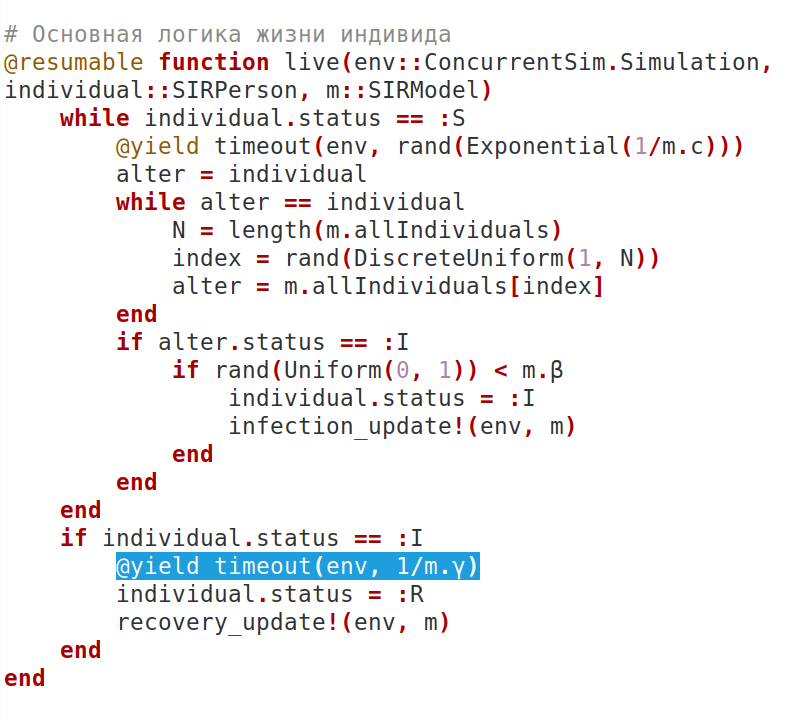 # Основная логика жизни индивида
@resumable function live(env::ConcurrentSim.Simulation,
individual::SIRPerson, m::SIRModel)
    while individual.status == :S
        @yield timeout(env, rand(Exponential(1/m.c)))
        alter = individual
        while alter == individual
            N = length(m.allIndividuals)
            index = rand(DiscreteUniform(1, N))
            alter = m.allIndividuals[index]
        end
        if alter.status == :I
            if rand(Uniform(0, 1)) < m.β
                individual.status = :I
                infection_update!(env, m)
            end
        end
    end
    if individual.status == :I
        @yield timeout(env, 1/m.γ)
        individual.status = :R
        recovery_update!(env, m)
    end
end